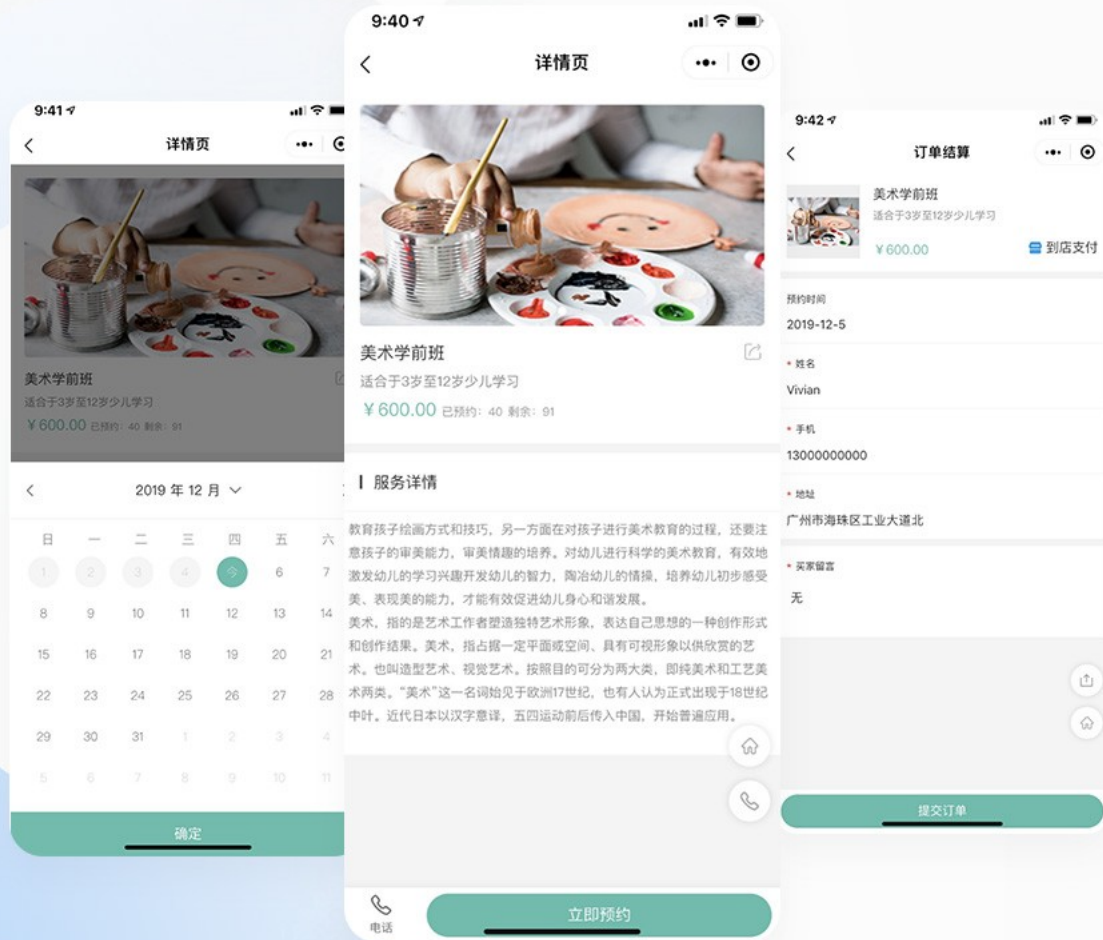 9:41
详情页
美术学前班
适合于3岁至12岁少儿学习
¥600.00 已预约：40 剩余：91
2019 年 12 月
日 一 二 三 四 五 六
1 2 3 4 今 6 7
8 9 10 11 12 13 14
15 16 17 18 19 20 21
22 23 24 25 26 27 28
29 30 31 1 2 3 4
5 6 7 8 9 10 11
确定
9:40
详情页
美术学前班
适合于3岁至12岁少儿学习
¥600.00 已预约：40 剩余：91
服务详情
教育孩子绘画方式和技巧，另一方面在对孩子进行美术教育的过程，还要注
意孩子的审美能力，审美情趣的培养。对幼儿进行科学的美术教育，有效地
激发幼儿的学习兴趣开发幼儿的智力，陶冶幼儿的情操，培养幼儿初步感受
美、表现美的能力，才能有效促进幼儿身心和谐发展。
美术，指的是艺术工作者塑造独特艺术形象，表达自己思想的一种创作形式
和创作结果。美术，指占据一定平面或空间、具有可视形象以供欣赏的艺
术。也叫造型艺术、视觉艺术。按照目的可分为两大类，即纯美术和工艺美
术两类。“美术”这一名词始见于欧洲17世纪，也有人认为正式出现于18世纪
中叶。近代日本以汉字意译，五四运动前后传入中国，开始普遍应用。
电话
立即预约
9:42
订单结算
美术学前班
适合于3岁至12岁少儿学习
¥600.00
到店支付
预约时间
2019-12-5
* 姓名
Vivian
* 手机
13000000000
* 地址
广州市海珠区工业大道北
* 买家留言
无
提交订单